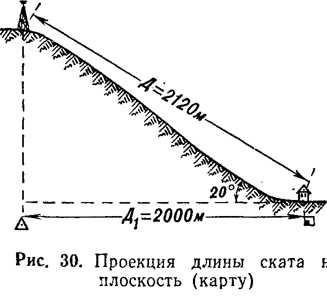 Д=2120м
20°
Д₁=2000м
Рис. 30. Проекция длины ската н
плоскость (карту)